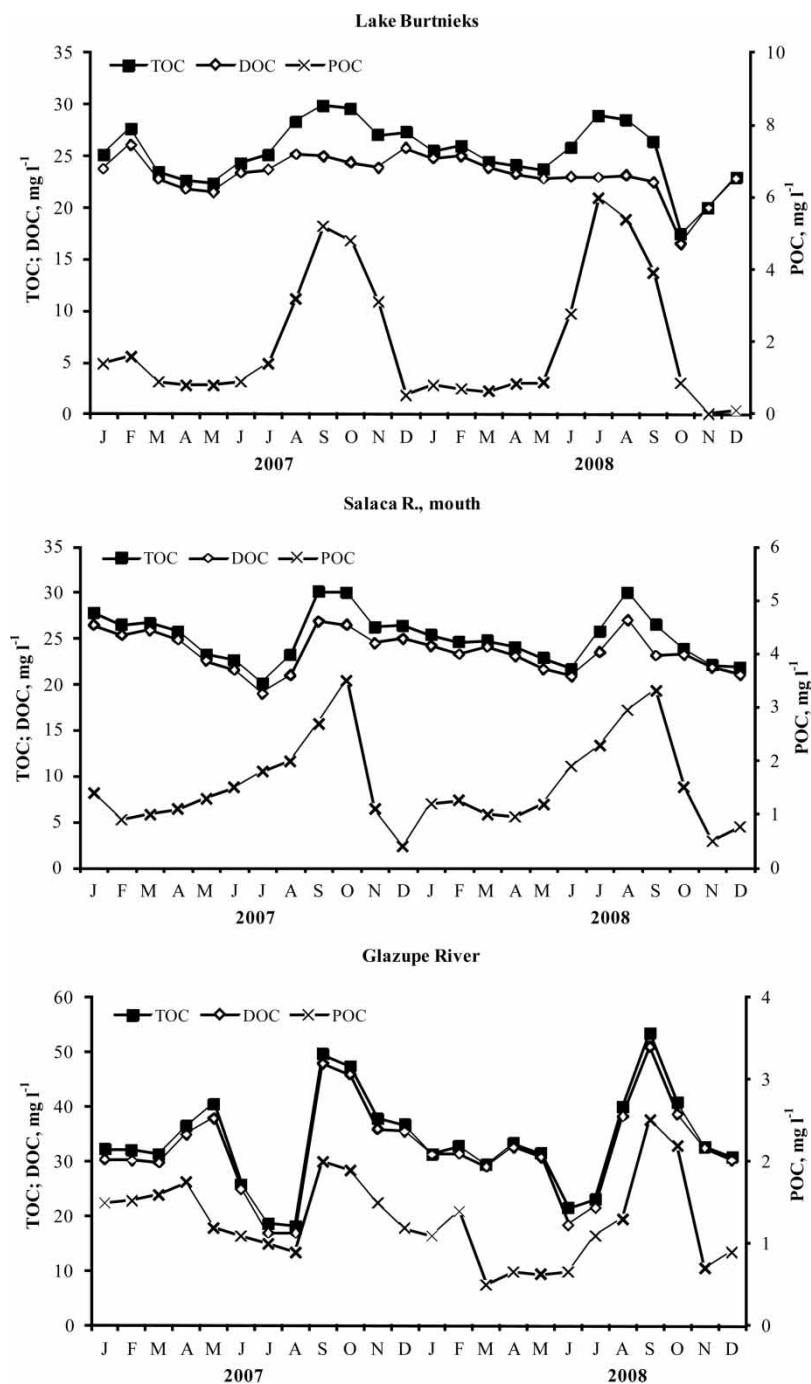 Lake Burtnieks
35 10
TOC DOC POC
30
8
25
6
20
15
4
10
2
5
0 0
TOC; DOC, mg l-1
POC, mg l-1
J F M A M J J A S O N D J F M A M J J A S O N D
2007 2008
Salaca R., mouth
35 6
TOC DOC POC
30
5
25
4
20
3
15
2
10
1
5
0 0
TOC; DOC, mg l-1
POC, mg l-1
J F M A M J J A S O N D J F M A M J J A S O N D
2007 2008
Glazupe River
60 4
TOC DOC POC
50
3
40
30 2
20
1
10
0 0
TOC; DOC, mg l-1
POC, mg l-1
J F M A M J J A S O N D J F M A M J J A S O N D
2007 2008